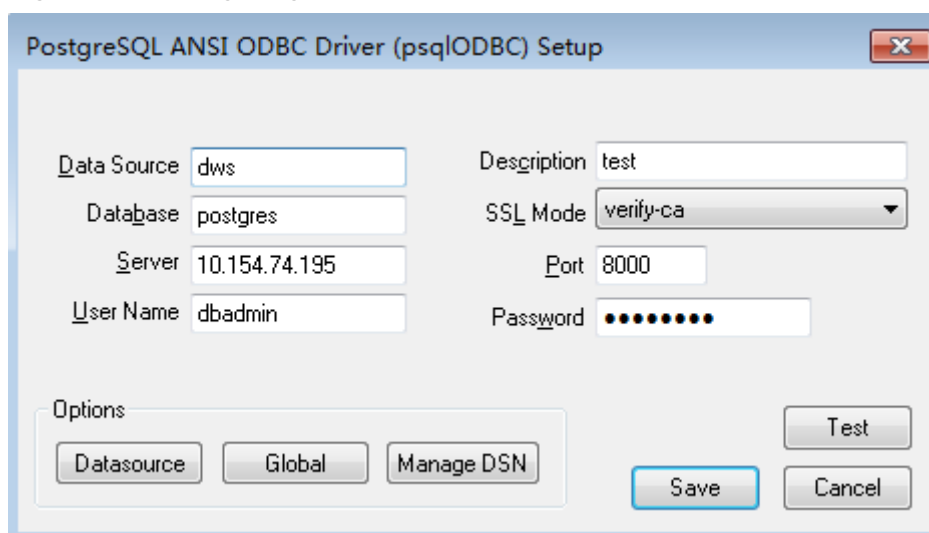 PostgreSQL ANSI ODBC Driver (psqlODBC) Setup
Data Source dws Description test
Database postgres SSL Mode verify-ca
Server 10.154.74.195 Port 8000
User Name dbadmin Password ●●●●●●●●
Options
Test
Datasource Global Manage DSN
Save Cancel